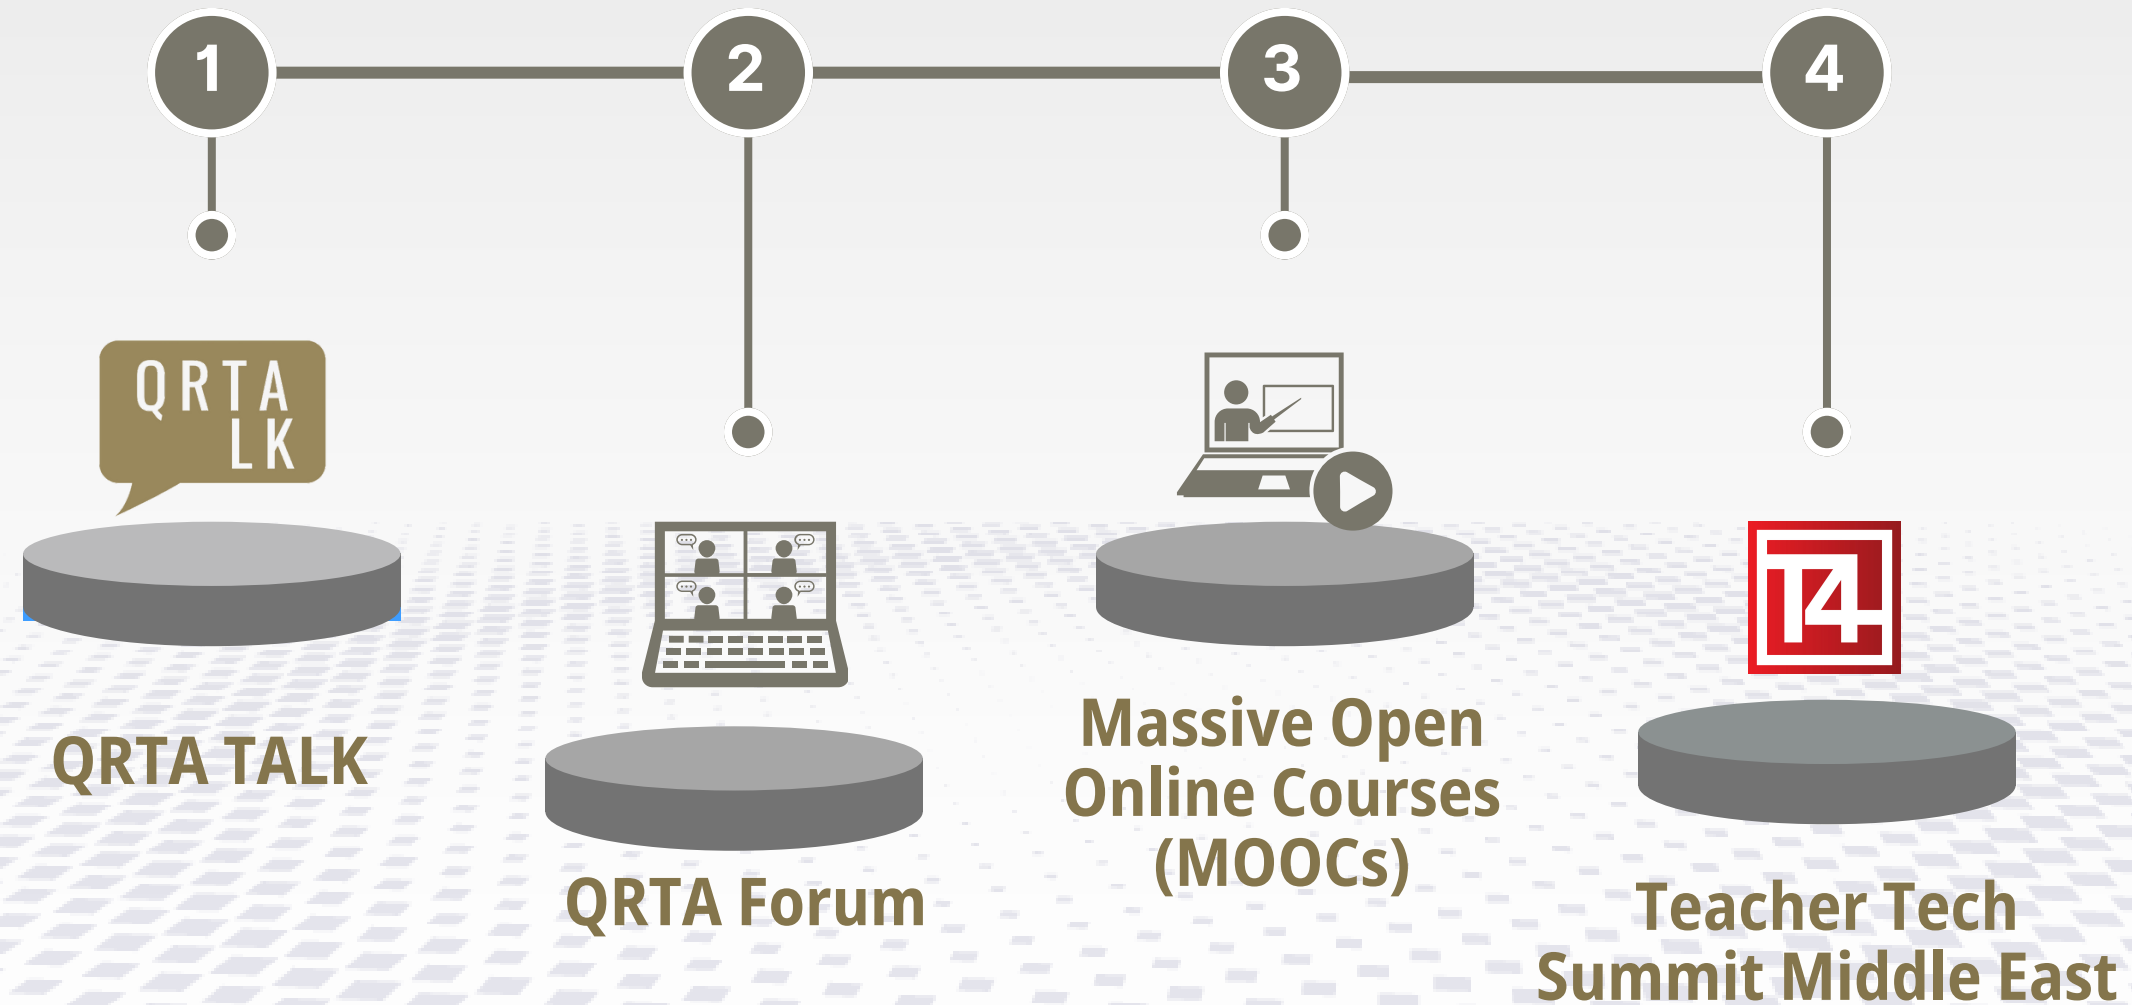 1
2
3
4
QRTA
LK
QRTA TALK
QRTA Forum
Massive Open
Online Courses
(MOOCs)
T4
Teacher Tech
Summit Middle East